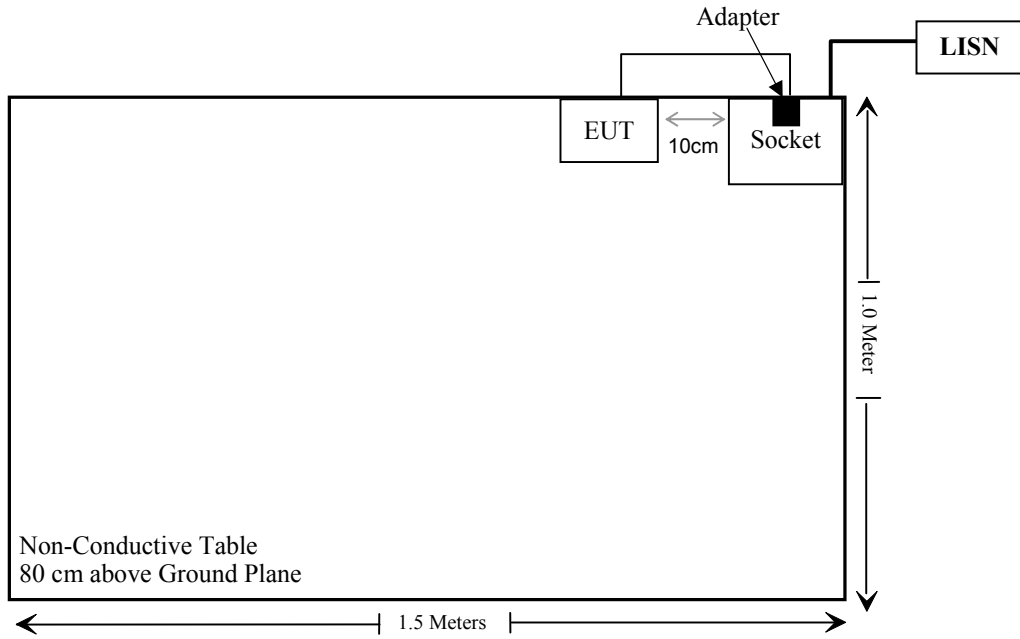 Adapter
LISN
EUT
10cm
Socket
1.0 Meter
Non-Conductive Table
80 cm above Ground Plane
1.5 Meters